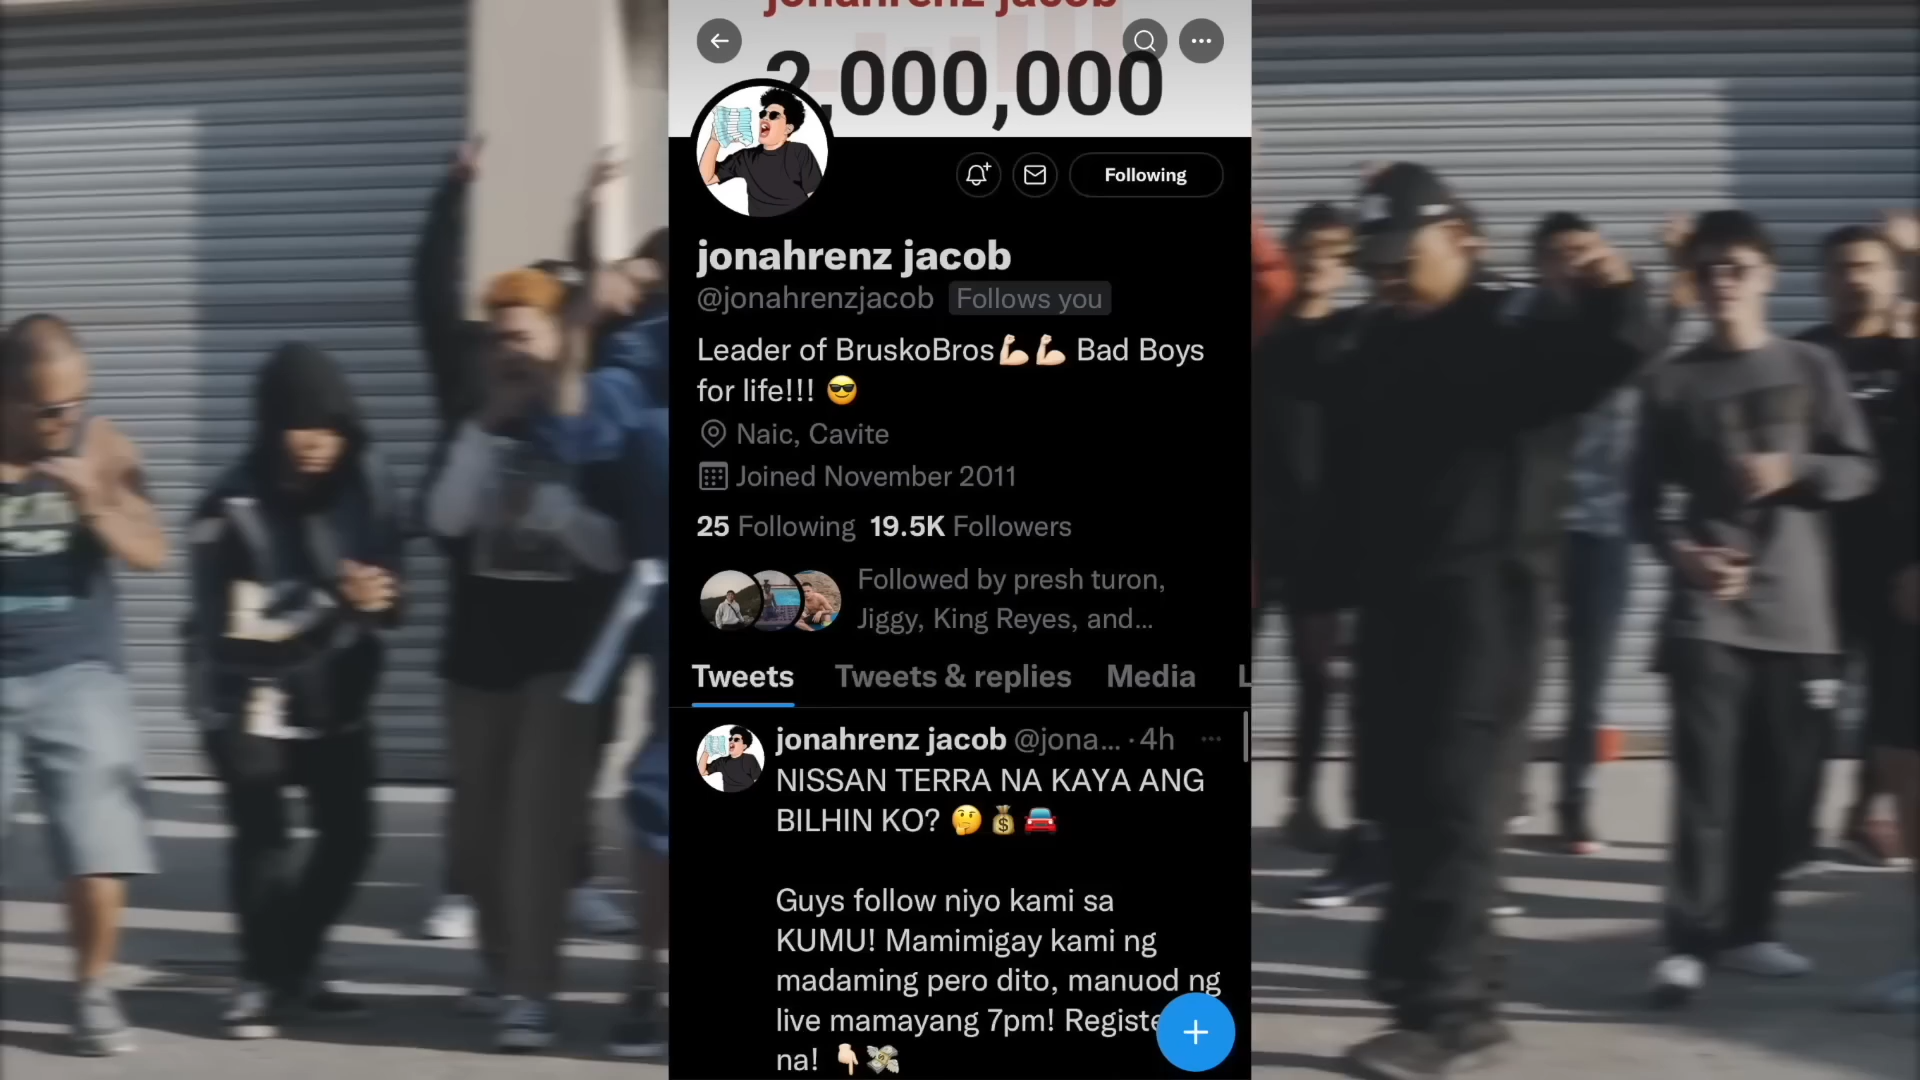 jonahrenz jacob
2,000,000
Following
jonahrenz jacob
@jonahrenzjacob Follows you
Leader of BruskoBros💪🏻💪🏻 Bad Boys
for life!!! 😎
Naic, Cavite
Joined November 2011
25 Following 19.5K Followers
Followed by presh turon,
Jiggy, King Reyes, and...
Tweets Tweets & replies Media L
jonahrenz jacob @jona... · 4h
NISSAN TERRA NA KAYA ANG
BILHIN KO? 🤔💰🚘
Guys follow niyo kami sa
KUMU! Mamimigay kami ng
madaming pero dito, manuod ng
live mamayang 7pm! Registe
na! 👇🏻💸